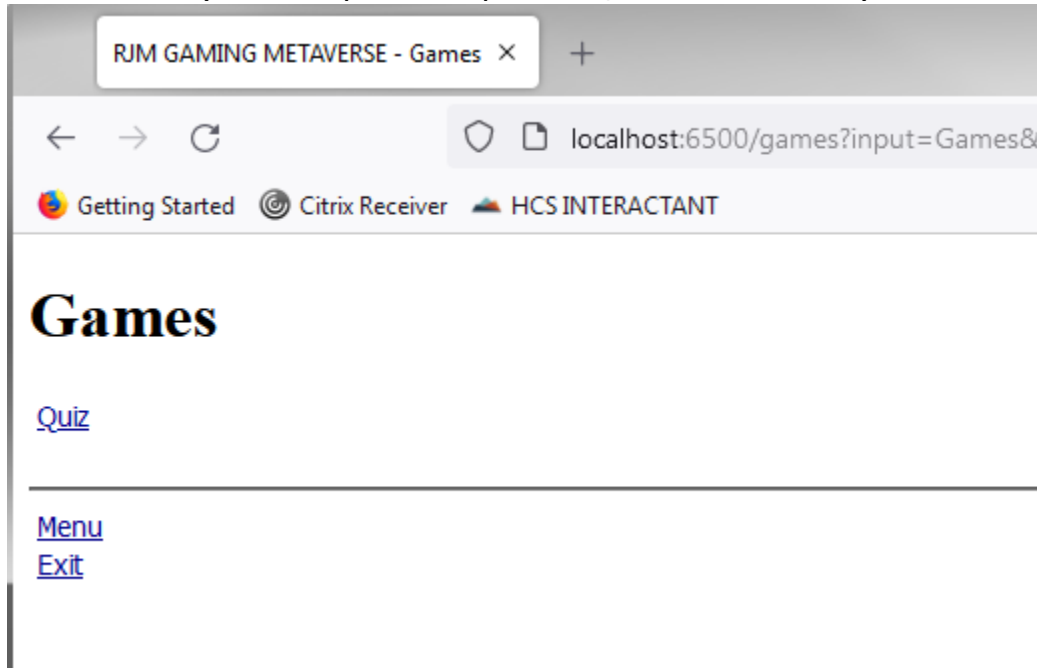 RJM GAMING METAVERSE - Games
localhost:6500/games?input=Games&
Getting Started Citrix Receiver HCS INTERACTANT
Games
Quiz
Menu
Exit